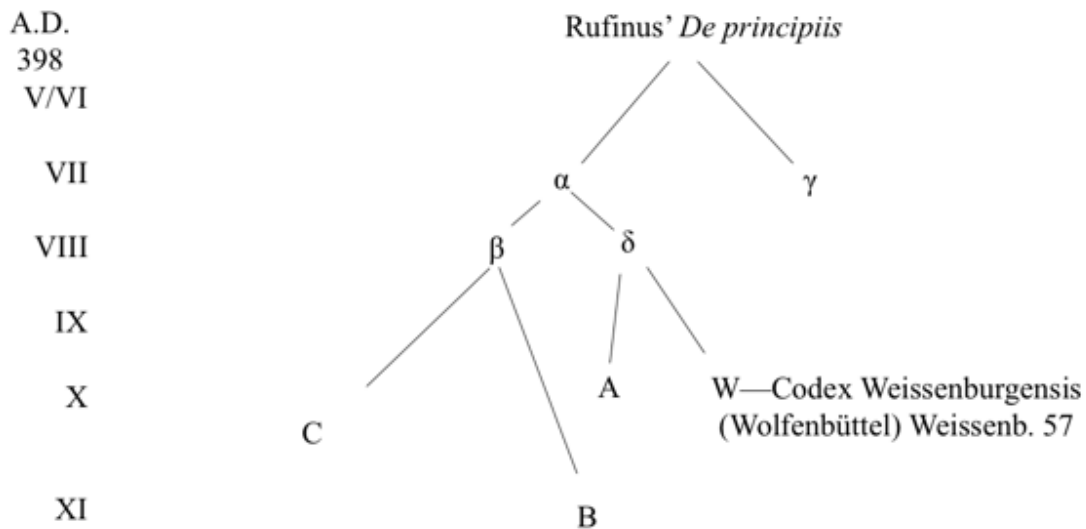 A.D.
Rufinus’ De principiis
398
V/VI
VII
α
γ
VIII
β
δ
IX
X
A
W—Codex Weissenburgensis
(Wolfenbüttel) Weissenb. 57
C
XI
B